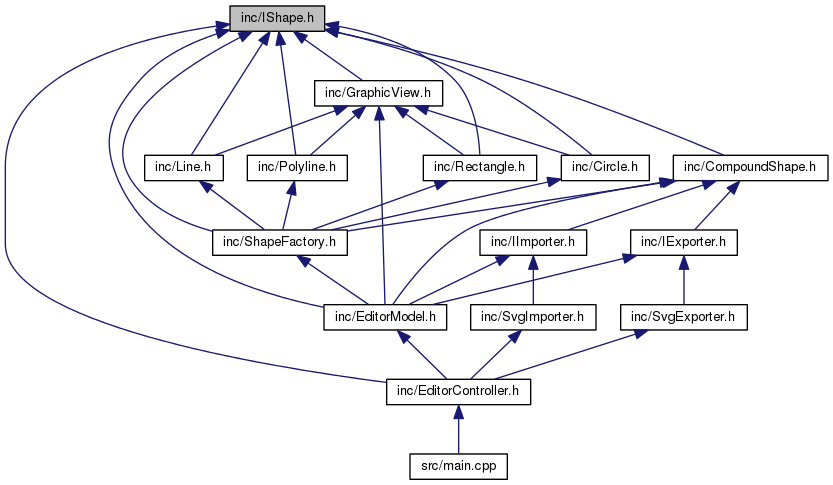 inc/IShape.h
inc/GraphicView.h
inc/Line.h
inc/Polyline.h
inc/Rectangle.h
inc/Circle.h
inc/CompoundShape.h
inc/ShapeFactory.h
inc/IImporter.h
inc/IExporter.h
inc/EditorModel.h
inc/SvgImporter.h
inc/SvgExporter.h
inc/EditorController.h
src/main.cpp